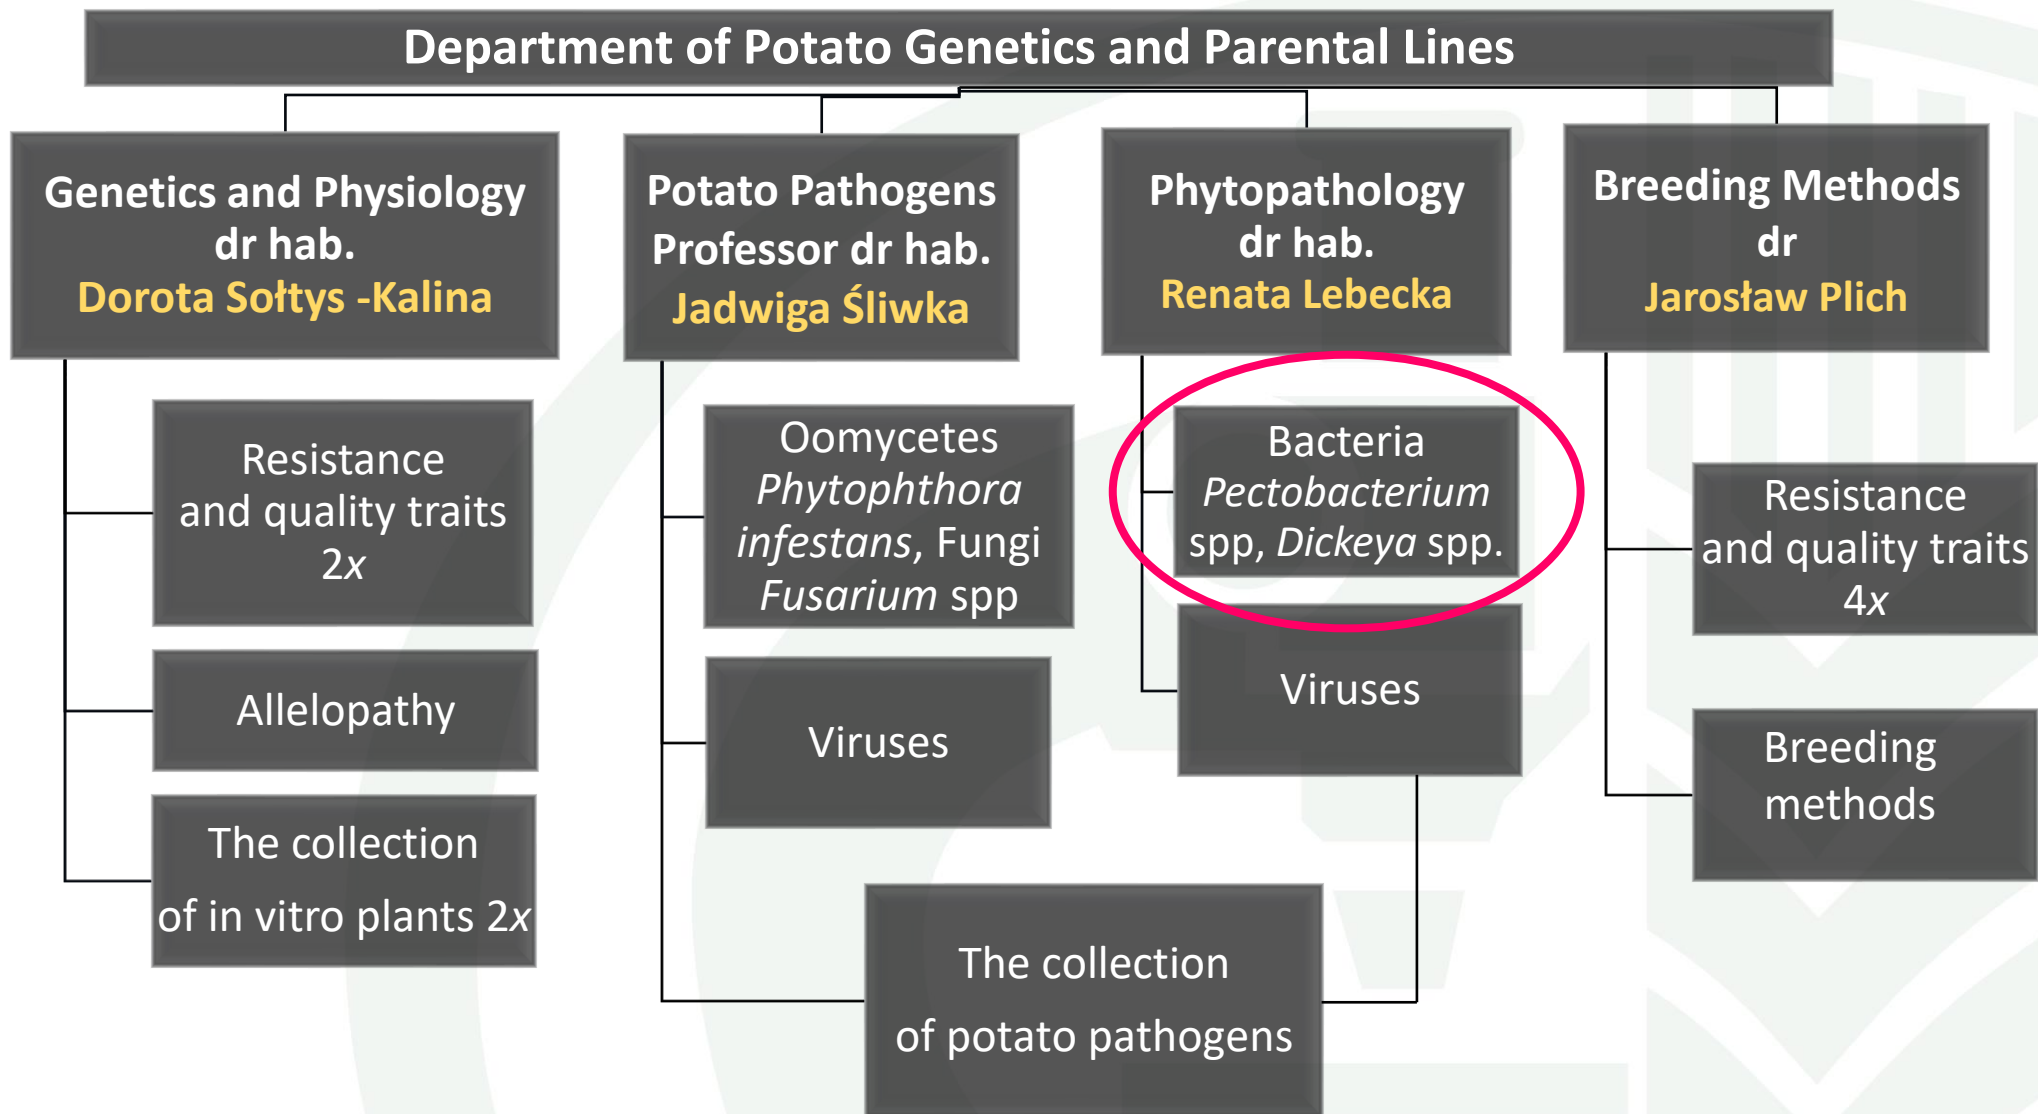 Department of Potato Genetics and Parental Lines
Genetics and Physiology
dr hab.
Dorota Sołtys -Kalina
Resistance
and quality traits
2x
Allelopathy
The collection
of in vitro plants 2x
Potato Pathogens
Professor dr hab.
Jadwiga Śliwka
Oomycetes
Phytophthora
infestans, Fungi
Fusarium spp
Viruses
Phytopathology
dr hab.
Renata Lebecka
Bacteria
Pectobacterium
spp, Dickeya spp.
Viruses
The collection
of potato pathogens
Breeding Methods
dr
Jarosław Plich
Resistance
and quality traits
4x
Breeding
methods